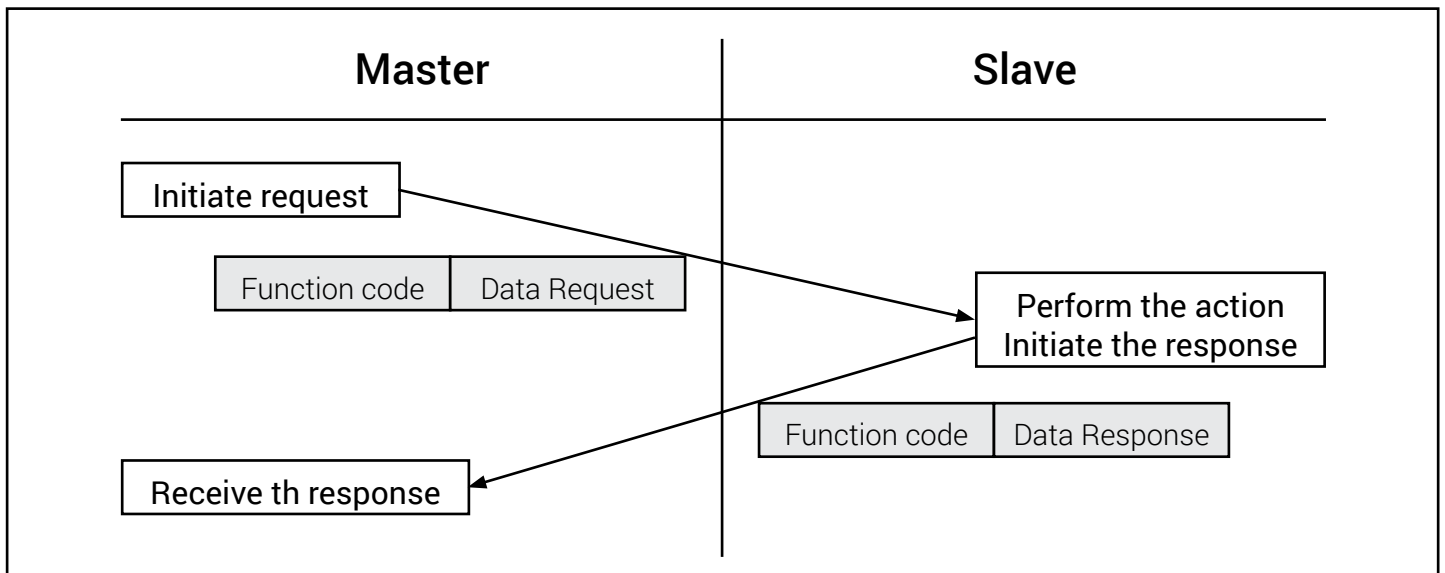 Master
Slave
Initiate request
Function code
Data Request
Perform the action
Initiate the response
Function code
Data Response
Receive th response